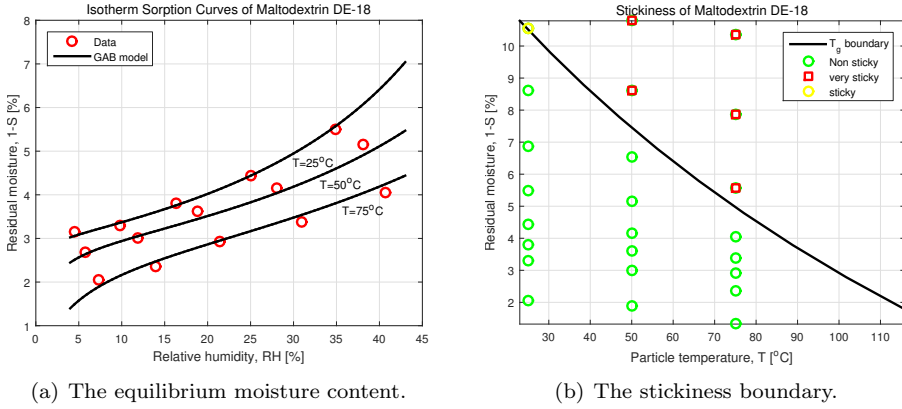 Isotherm Sorption Curves of Maltodextrin DE-18
Data
GAB model
8
7
6
5
4
3
2
1
Residual moisture, 1-S [%]
T=25°C
T=50°C
T=75°C
0 5 10 15 20 25 30 35 40 45
Relative humidity, RH [%]
(a) The equilibrium moisture content.
Stickiness of Maltodextrin DE-18
Tg boundary
Non sticky
very sticky
sticky
10
9
8
7
6
5
4
3
2
Residual moisture, 1-S [%]
30 40 50 60 70 80 90 100 110
Particle temperature, T [°C]
(b) The stickiness boundary.